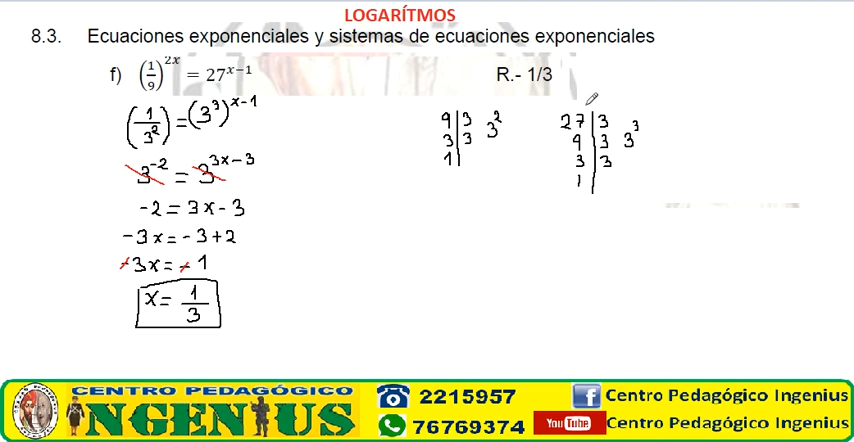 LOGARÍTMOS
8.3. Ecuaciones exponenciales y sistemas de ecuaciones exponenciales
f) (1/9)^2x = 27^x−1 R.- 1/3
(1/3²) = (3³)^x−1
9|3 3²
3|3
1|
27|3 3³
9|3
3|3
1|
3^−2 = 3^3x−3
-2 = 3x - 3
-3x = -3 + 2
-3x = -1
x = 1/3
CENTRO PEDAGÓGICO
INGENIUS
2215957
76769374
f Centro Pedagógico Ingenius
YouTube Centro Pedagógico Ingenius